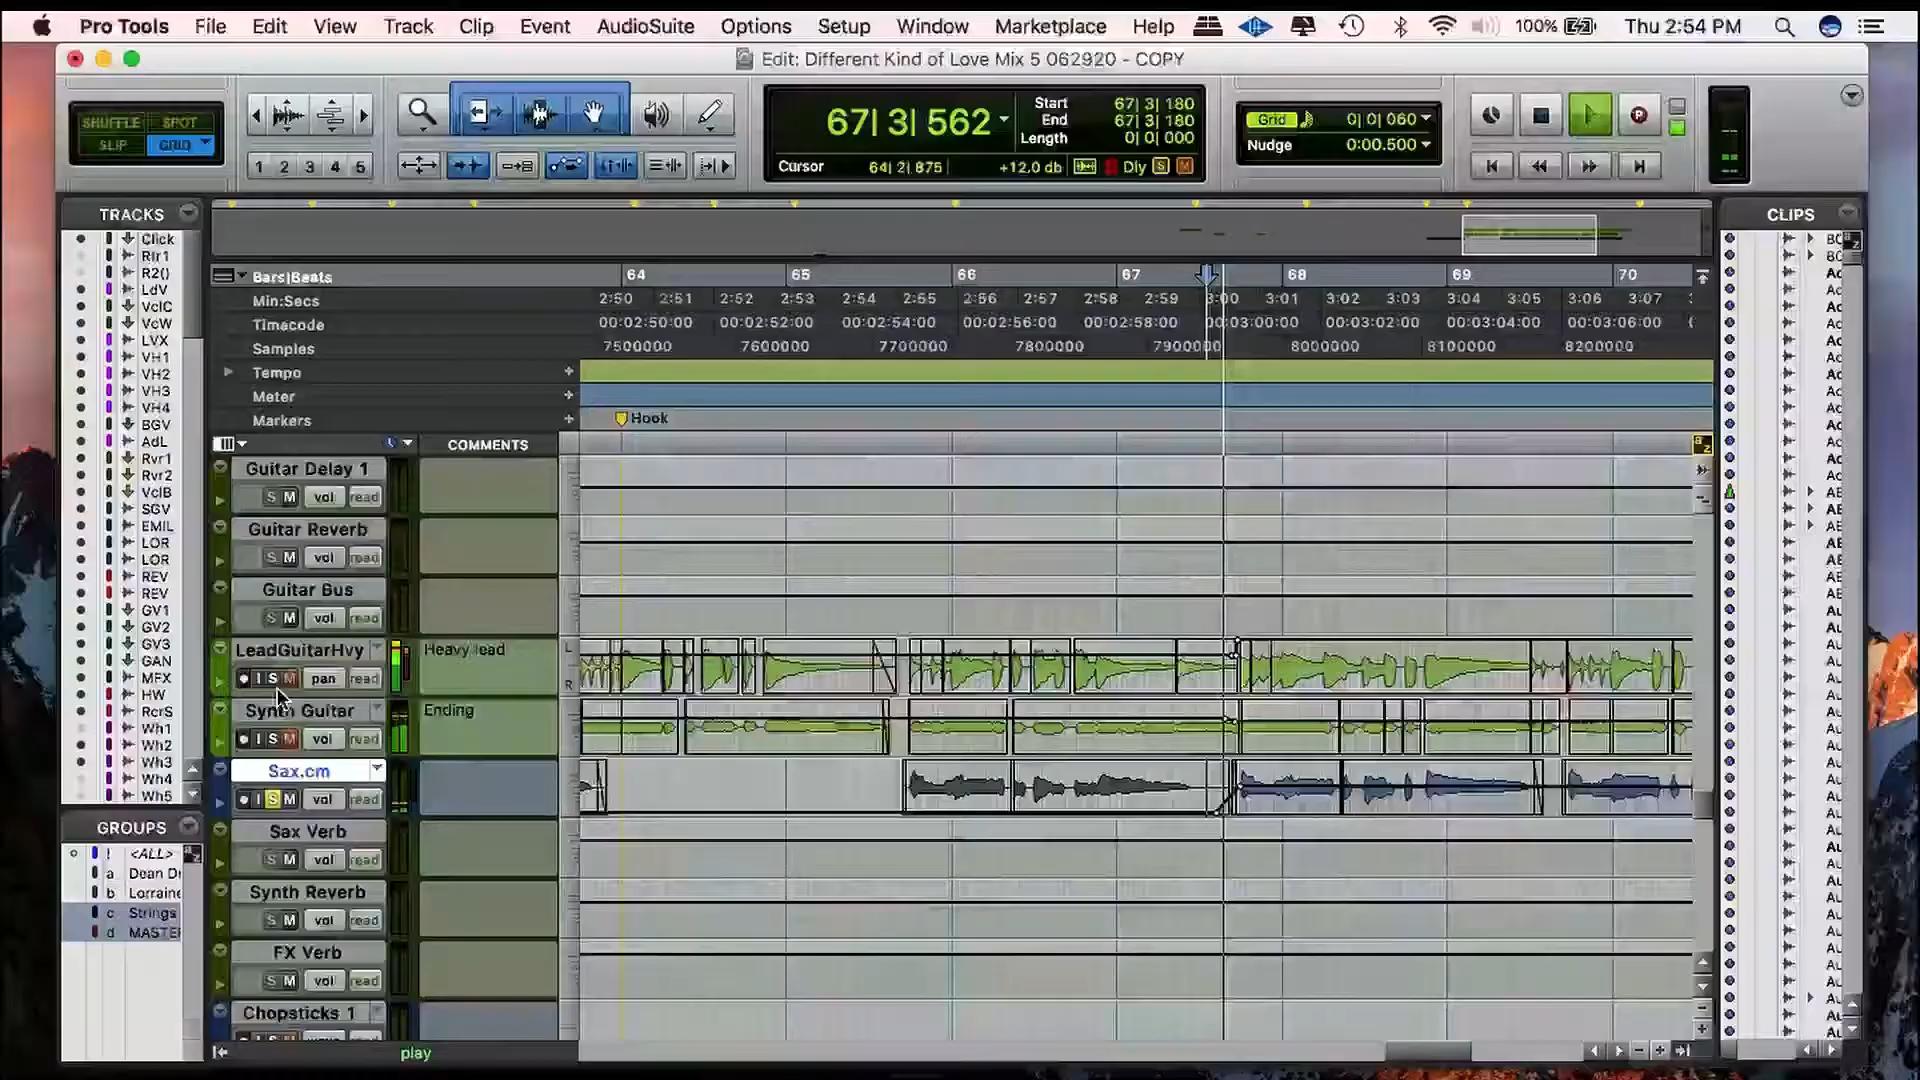 Pro Tools File Edit View Track Clip Event AudioSuite Options Setup Window Marketplace Help 100% Thu 2:54 PM
Edit: Different Kind of Love Mix 5 062920 - COPY
SHUFFLE SPOT
SLIP GRID
1 2 3 4 5
67| 3| 562
Start 67| 3| 180
End 67| 3| 180
Length 0| 0| 000
Cursor 64| 2| 875 +12.0 db Dly S M
Grid 0| 0| 060
Nudge 0:00.500
TRACKS
Click
Rlr1
R2()
LdV
VclC
VcW
LVX
VH1
VH2
VH3
VH4
BGV
AdL
Rvr1
Rvr2
VclB
SGV
EMIL
LOR
LOR
REV
REV
GV1
GV2
GV3
GAN
MFX
HW
RcrS
Wh1
Wh2
Wh3
Wh4
Wh5
GROUPS
! <ALL>
a Dean Dr
b Lorraine
c Strings
d MASTE
Bars|Beats 64 65 66 67 68 69 70
Min:Secs 2:50 2:51 2:52 2:53 2:54 2:55 2:56 2:57 2:58 2:59 3:00 3:01 3:02 3:03 3:04 3:05 3:06 3:07
Timecode 00:02:50:00 00:02:52:00 00:02:54:00 00:02:56:00 00:02:58:00 00:03:00:00 00:03:02:00 00:03:04:00 00:03:06:00
Samples 7500000 7600000 7700000 7800000 7900000 8000000 8100000 8200000
Tempo
Meter
Markers Hook
COMMENTS
Guitar Delay 1
S M vol read
Guitar Reverb
S M vol read
Guitar Bus
S M vol read
LeadGuitarHvy Heavy lead
I S M pan read
L
R
Synth Guitar Ending
I S M vol read
Sax.cm
I S M vol read
Sax Verb
S M vol read
Synth Reverb
S M vol read
FX Verb
S M vol read
Chopsticks 1
play
CLIPS